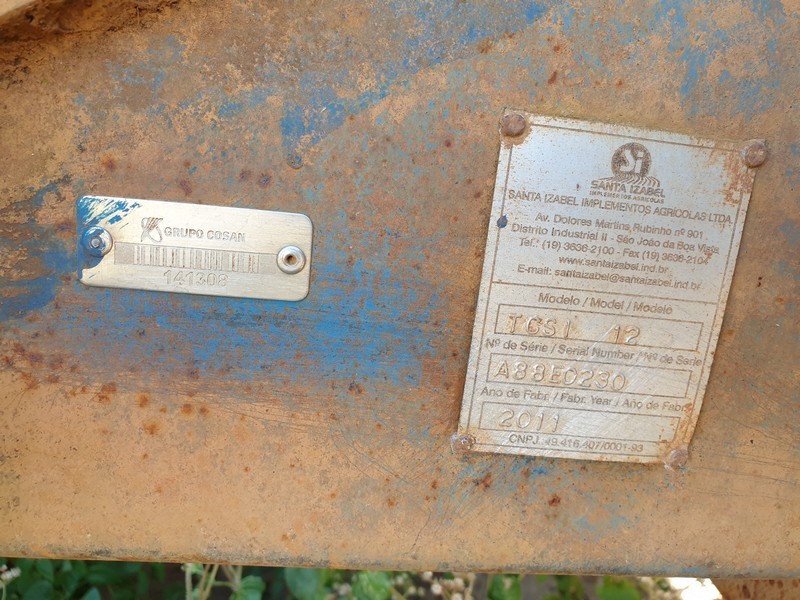 GRUPO COSAN
141308
Si
SANTA IZABEL
IMPLEMENTOS AGRÍCOLAS
SANTA IZABEL IMPLEMENTOS AGRÍCOLAS LTDA
Av. Dolores Martins Rubinho nº 901
Distrito Industrial II - São João da Boa Vista
Tel.: (19) 3636-2100 - Fax (19) 3636-2104
www.santaizabel.ind.br
E-mail: santaizabel@santaizabel.ind.br
Modelo / Model / Modelo
TGSI 12
Nº de Série / Serial Number / Nº de Serie
A88E0230
Ano de Fabr. / Fabr. Year / Año de Fabr.
2011
CNPJ.: 49.416.407/0001-93